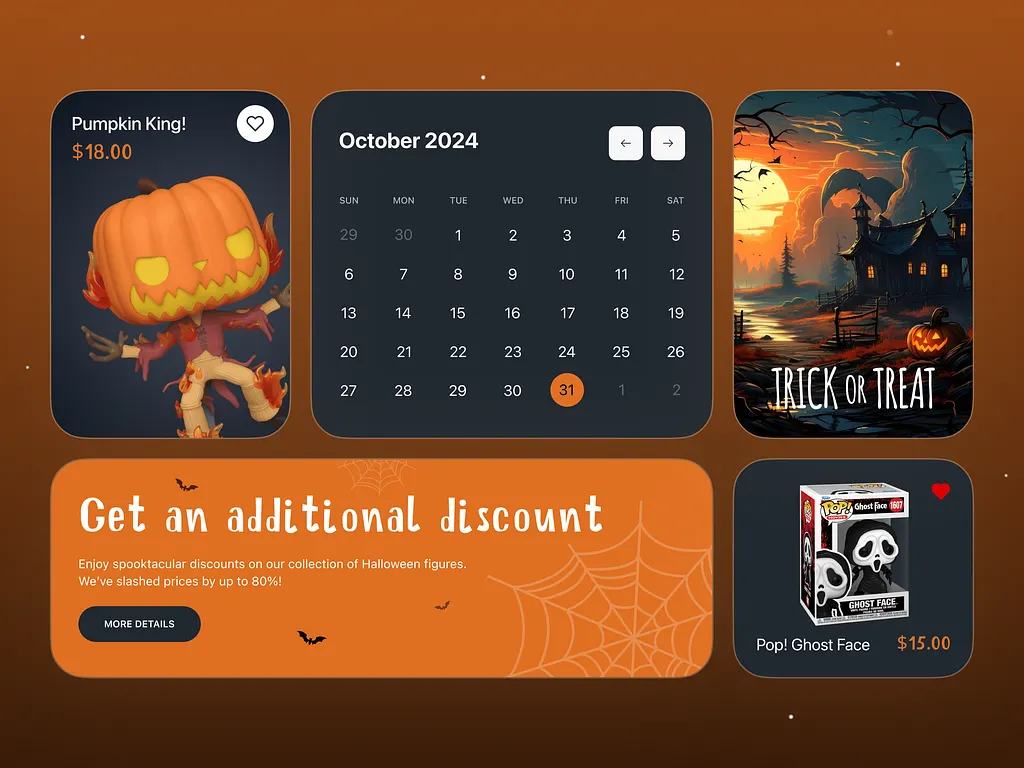 Pumpkin King!
$18.00
October 2024
← →
SUN MON TUE WED THU FRI SAT
29 30 1 2 3 4 5
6 7 8 9 10 11 12
13 14 15 16 17 18 19
20 21 22 23 24 25 26
27 28 29 30 31 1 2
TRICK OR TREAT
Get an additional discount
Enjoy spooktacular discounts on our collection of Halloween figures.
We've slashed prices by up to 80%!
MORE DETAILS
POP!
Ghost Face 1607
GHOST FACE
Pop! Ghost Face $15.00